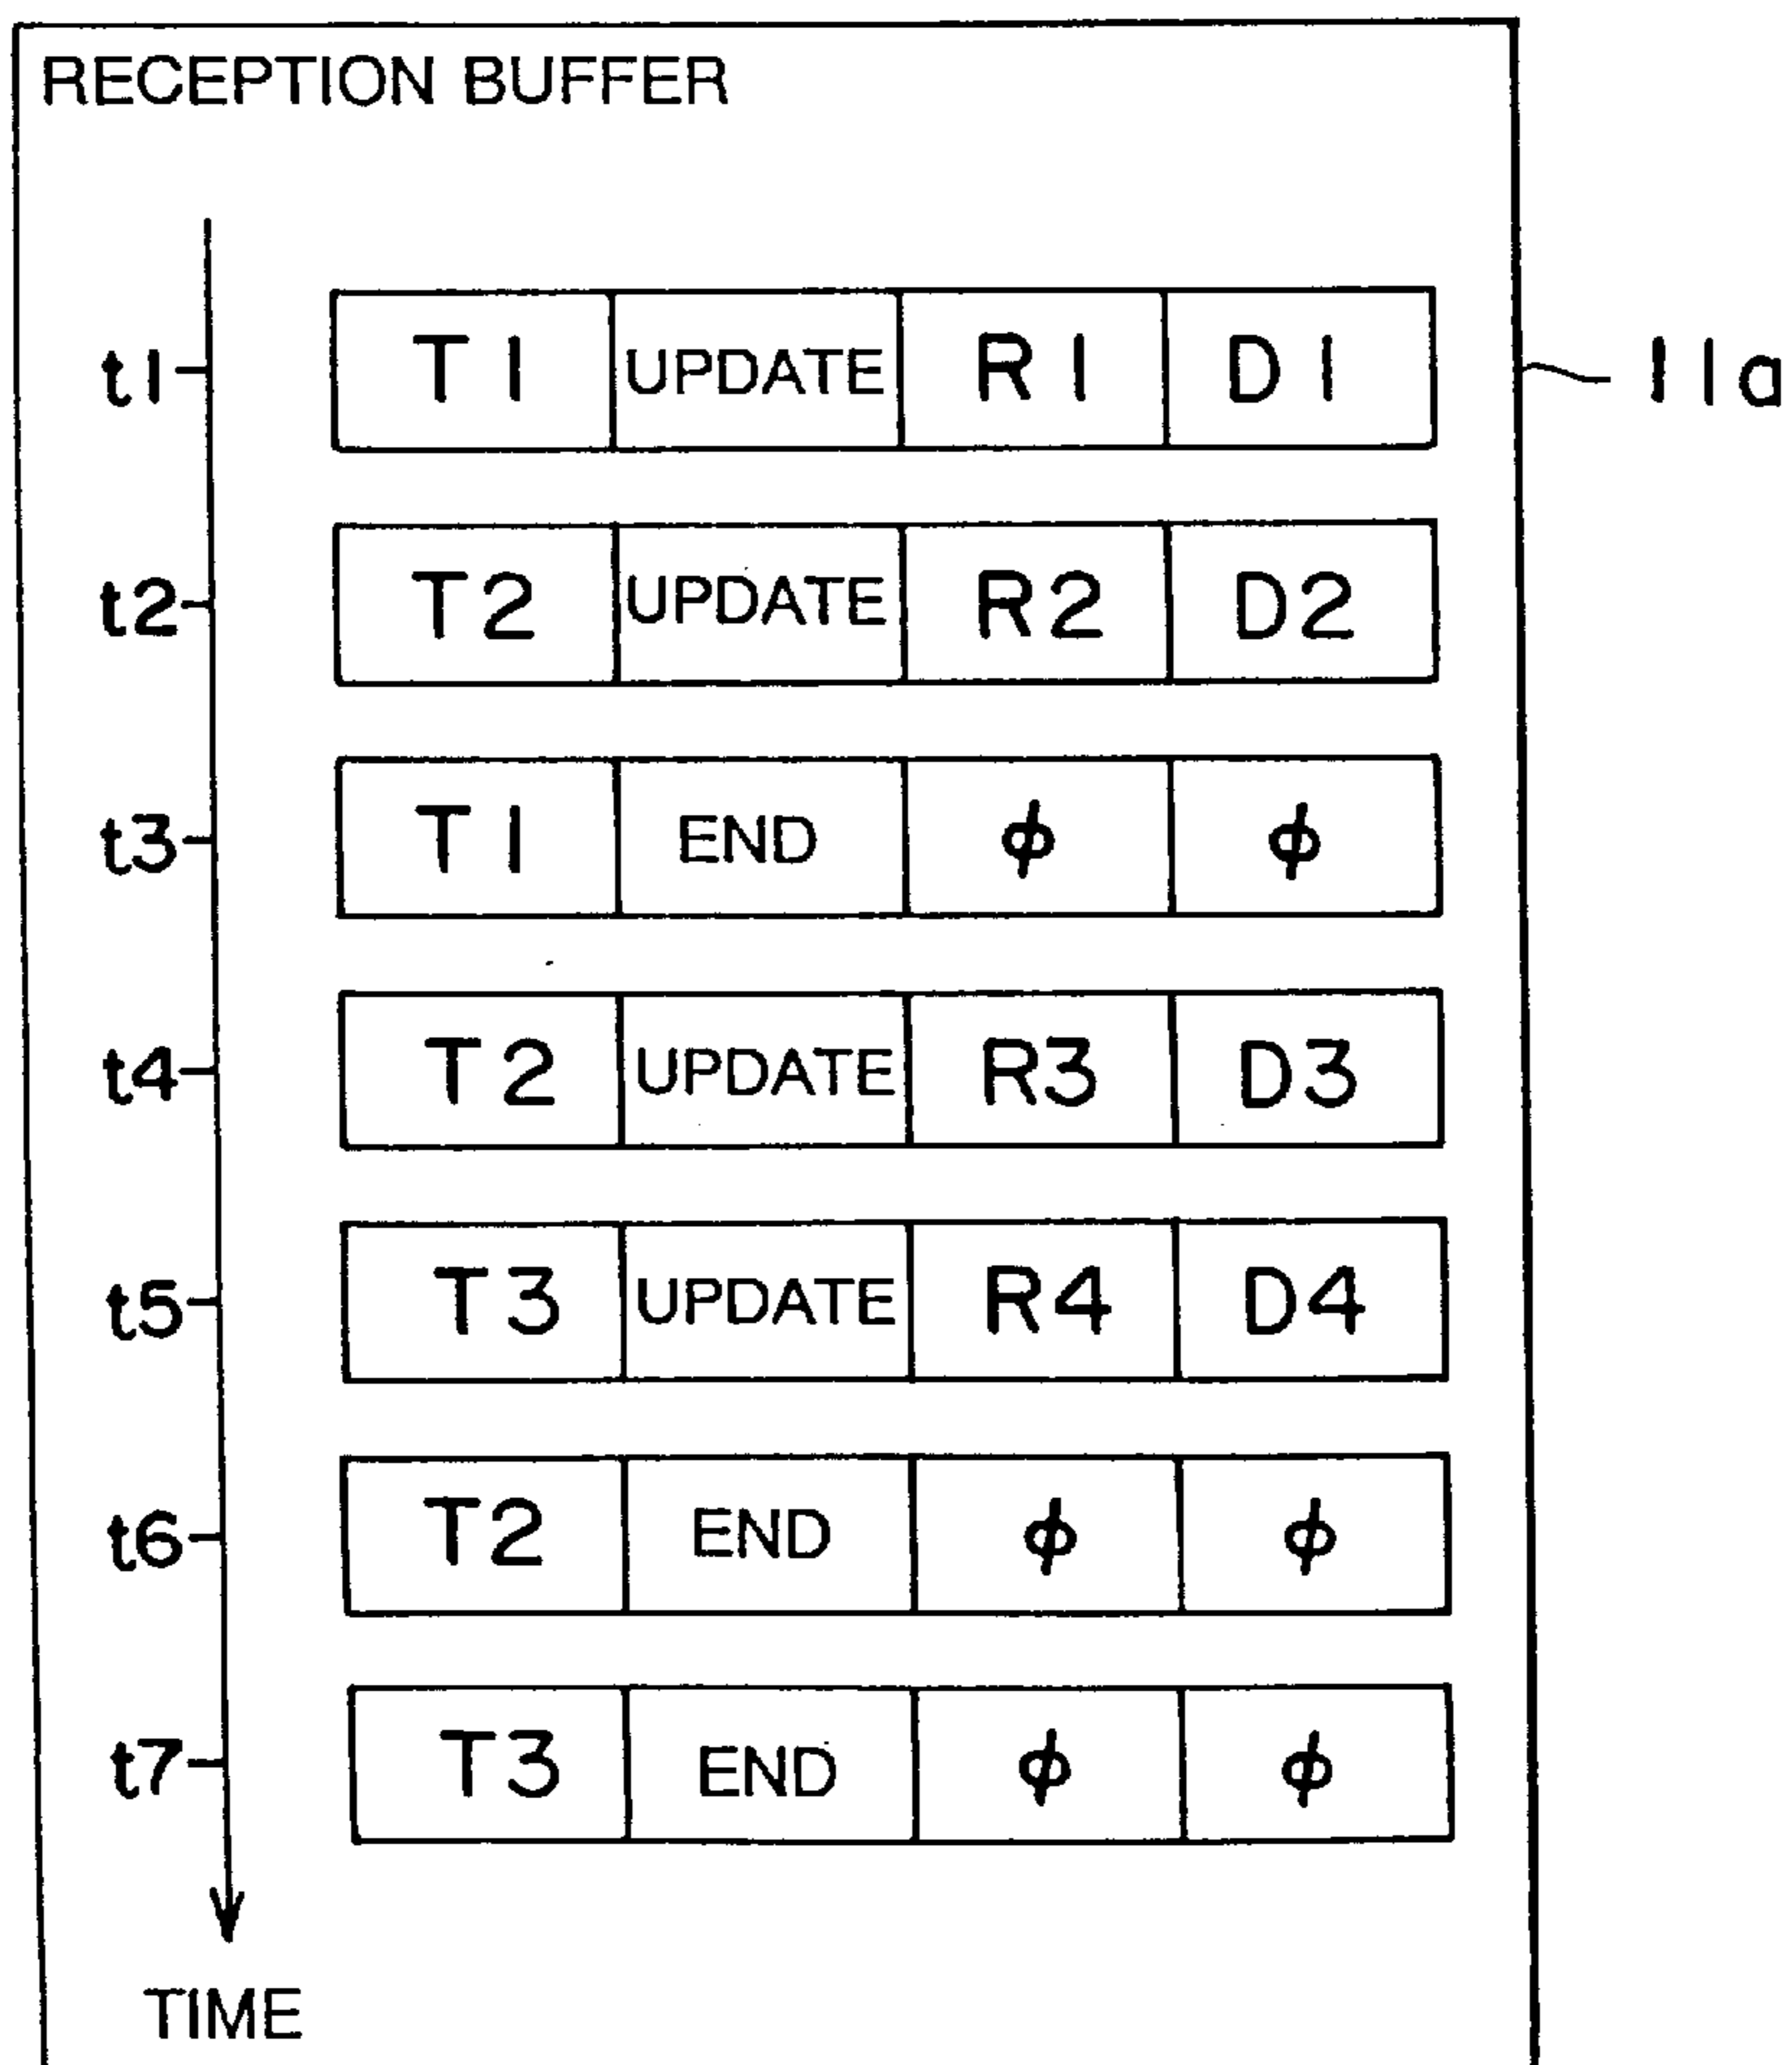 RECEPTION BUFFER
t1 T1 UPDATE R1 D1 11a
t2 T2 UPDATE R2 D2
t3 T1 END ϕ ϕ
t4 T2 UPDATE R3 D3
t5 T3 UPDATE R4 D4
t6 T2 END ϕ ϕ
t7 T3 END ϕ ϕ
TIME